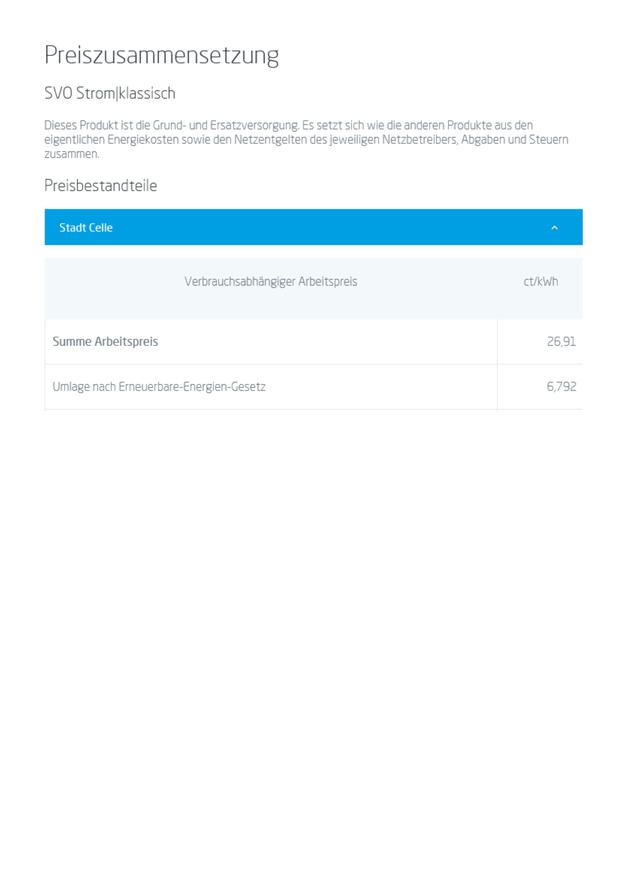 Preiszusammensetzung
SVO Strom|klassisch
Dieses Produkt ist die Grund- und Ersatzversorgung. Es setzt sich wie die anderen Produkte aus den
eigentlichen Energiekosten sowie den Netzentgelten des jeweiligen Netzbetreibers, Abgaben und Steuern
zusammen.
Preisbestandteile
Stadt Celle
Verbrauchsabhängiger Arbeitspreis ct/kWh
Summe Arbeitspreis 26,91
Umlage nach Erneuerbare-Energien-Gesetz 6,792